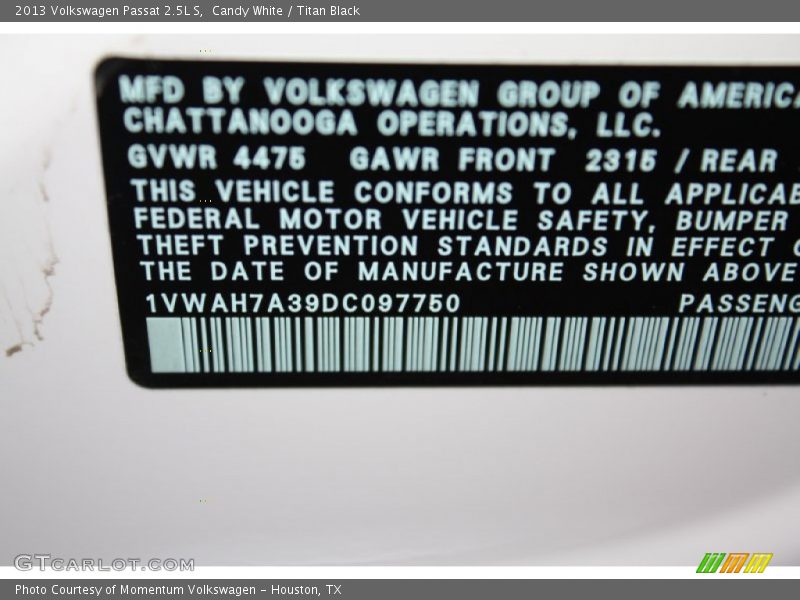 2013 Volkswagen Passat 2.5L S,  Candy White / Titan Black
MFD BY VOLKSWAGEN GROUP OF AMERICA
CHATTANOOGA OPERATIONS, LLC.
GVWR 4475 GAWR FRONT 2315 / REAR
THIS VEHICLE CONFORMS TO ALL APPLICAB
FEDERAL MOTOR VEHICLE SAFETY, BUMPER
THEFT PREVENTION STANDARDS IN EFFECT
THE DATE OF MANUFACTURE SHOWN ABOVE
1VWAH7A39DC097750 PASSENG
GTCARLOT.COM
Photo Courtesy of Momentum Volkswagen - Houston, TX